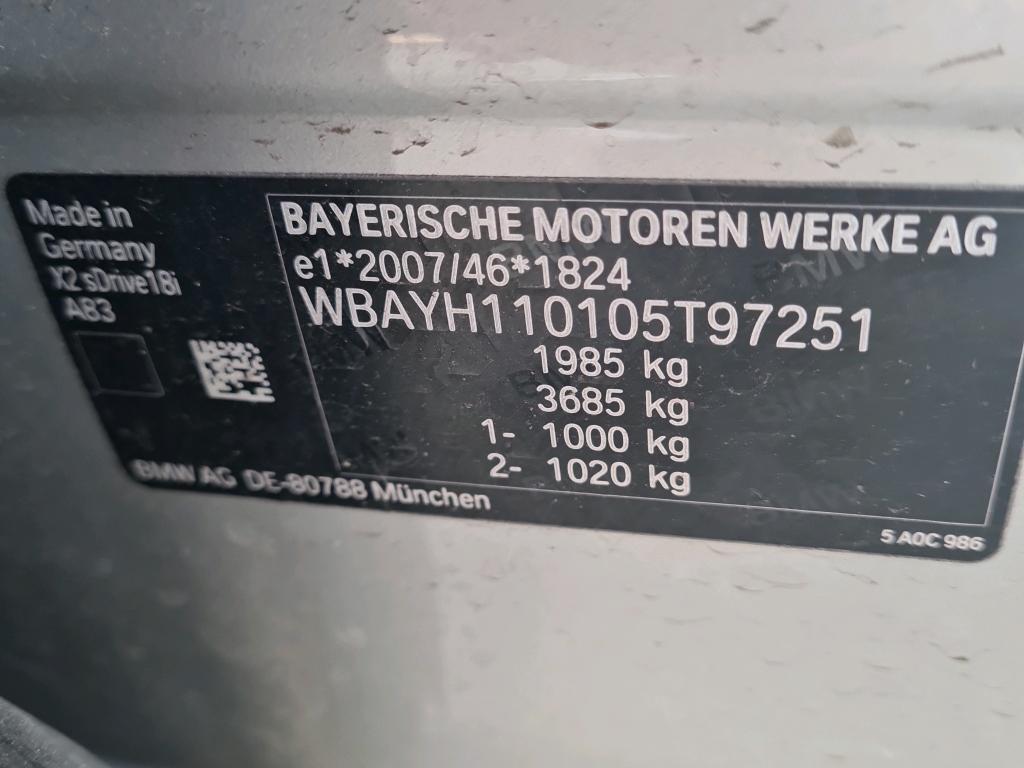 Made in
Germany
X2 sDrive18i
A83
BAYERISCHE MOTOREN WERKE AG
e1*2007/46*1824
WBAYH110105T97251
1985 kg
3685 kg
1- 1000 kg
2- 1020 kg
BMW AG DE-80788 München
5 A0C 986